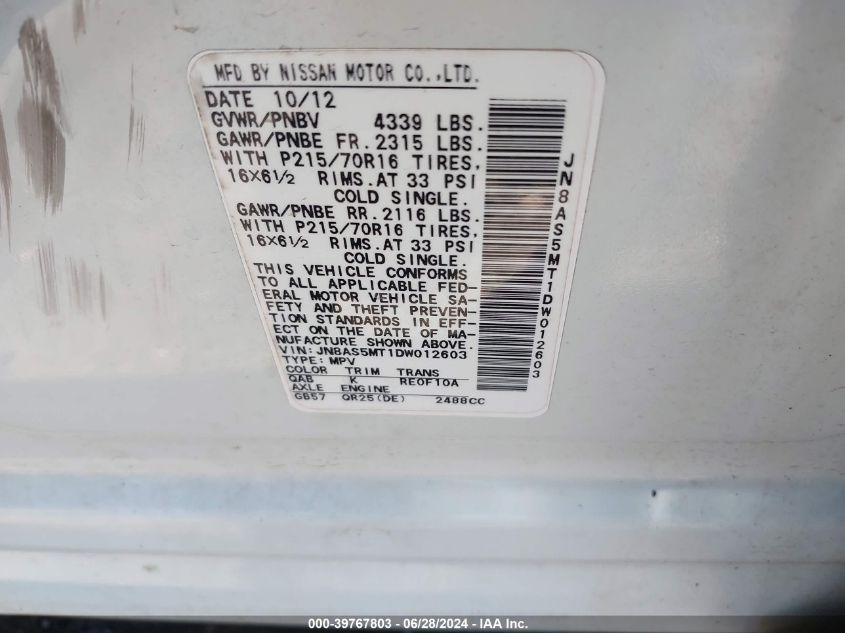 MFD BY NISSAN MOTOR CO.,LTD.
DATE 10/12
GVWR/PNBV 4339 LBS.
GAWR/PNBE FR. 2315 LBS.
WITH P215/70R16 TIRES,
16X6½ RIMS.AT 33 PSI
COLD SINGLE.
GAWR/PNBE RR. 2116 LBS.
WITH P215/70R16 TIRES,
16X6½ RIMS.AT 33 PSI
COLD SINGLE.
THIS VEHICLE CONFORMS
TO ALL APPLICABLE FED-
ERAL MOTOR VEHICLE SA-
FETY AND THEFT PREVEN-
TION STANDARDS IN EFF-
ECT ON THE DATE OF MA-
NUFACTURE SHOWN ABOVE.
VIN: JN8AS5MT1DW012603
TYPE: MPV
COLOR TRIM TRANS
QAB K RE0F10A
AXLE ENGINE
GB57 QR25(DE) 2488CC
JN8AS5MT1DW012603
000-39767803 - 06/28/2024 - IAA Inc.